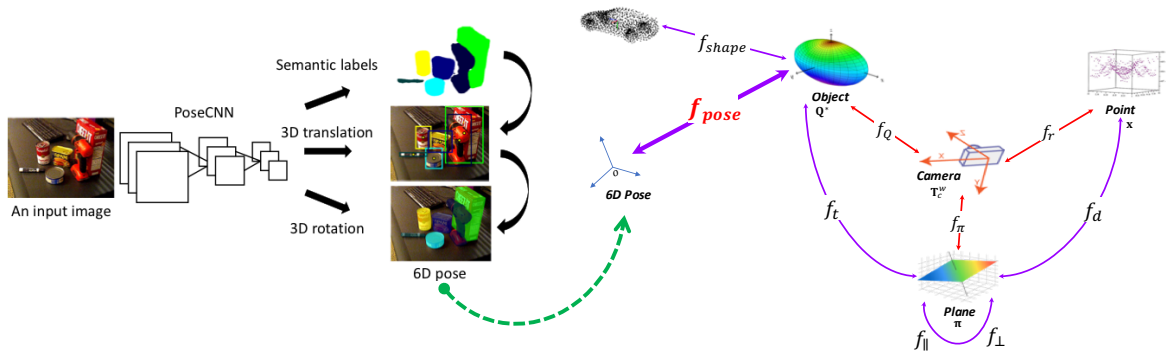 PoseCNN
An input image
Semantic labels
3D translation
3D rotation
6D pose
f_shape
f_pose
6D Pose
o
Object
Q*
f_Q
f_r
Point
x
Camera
T_c^w
X
Y
Z
f_t
f_π
f_d
Plane
π
f_∥
f_⊥